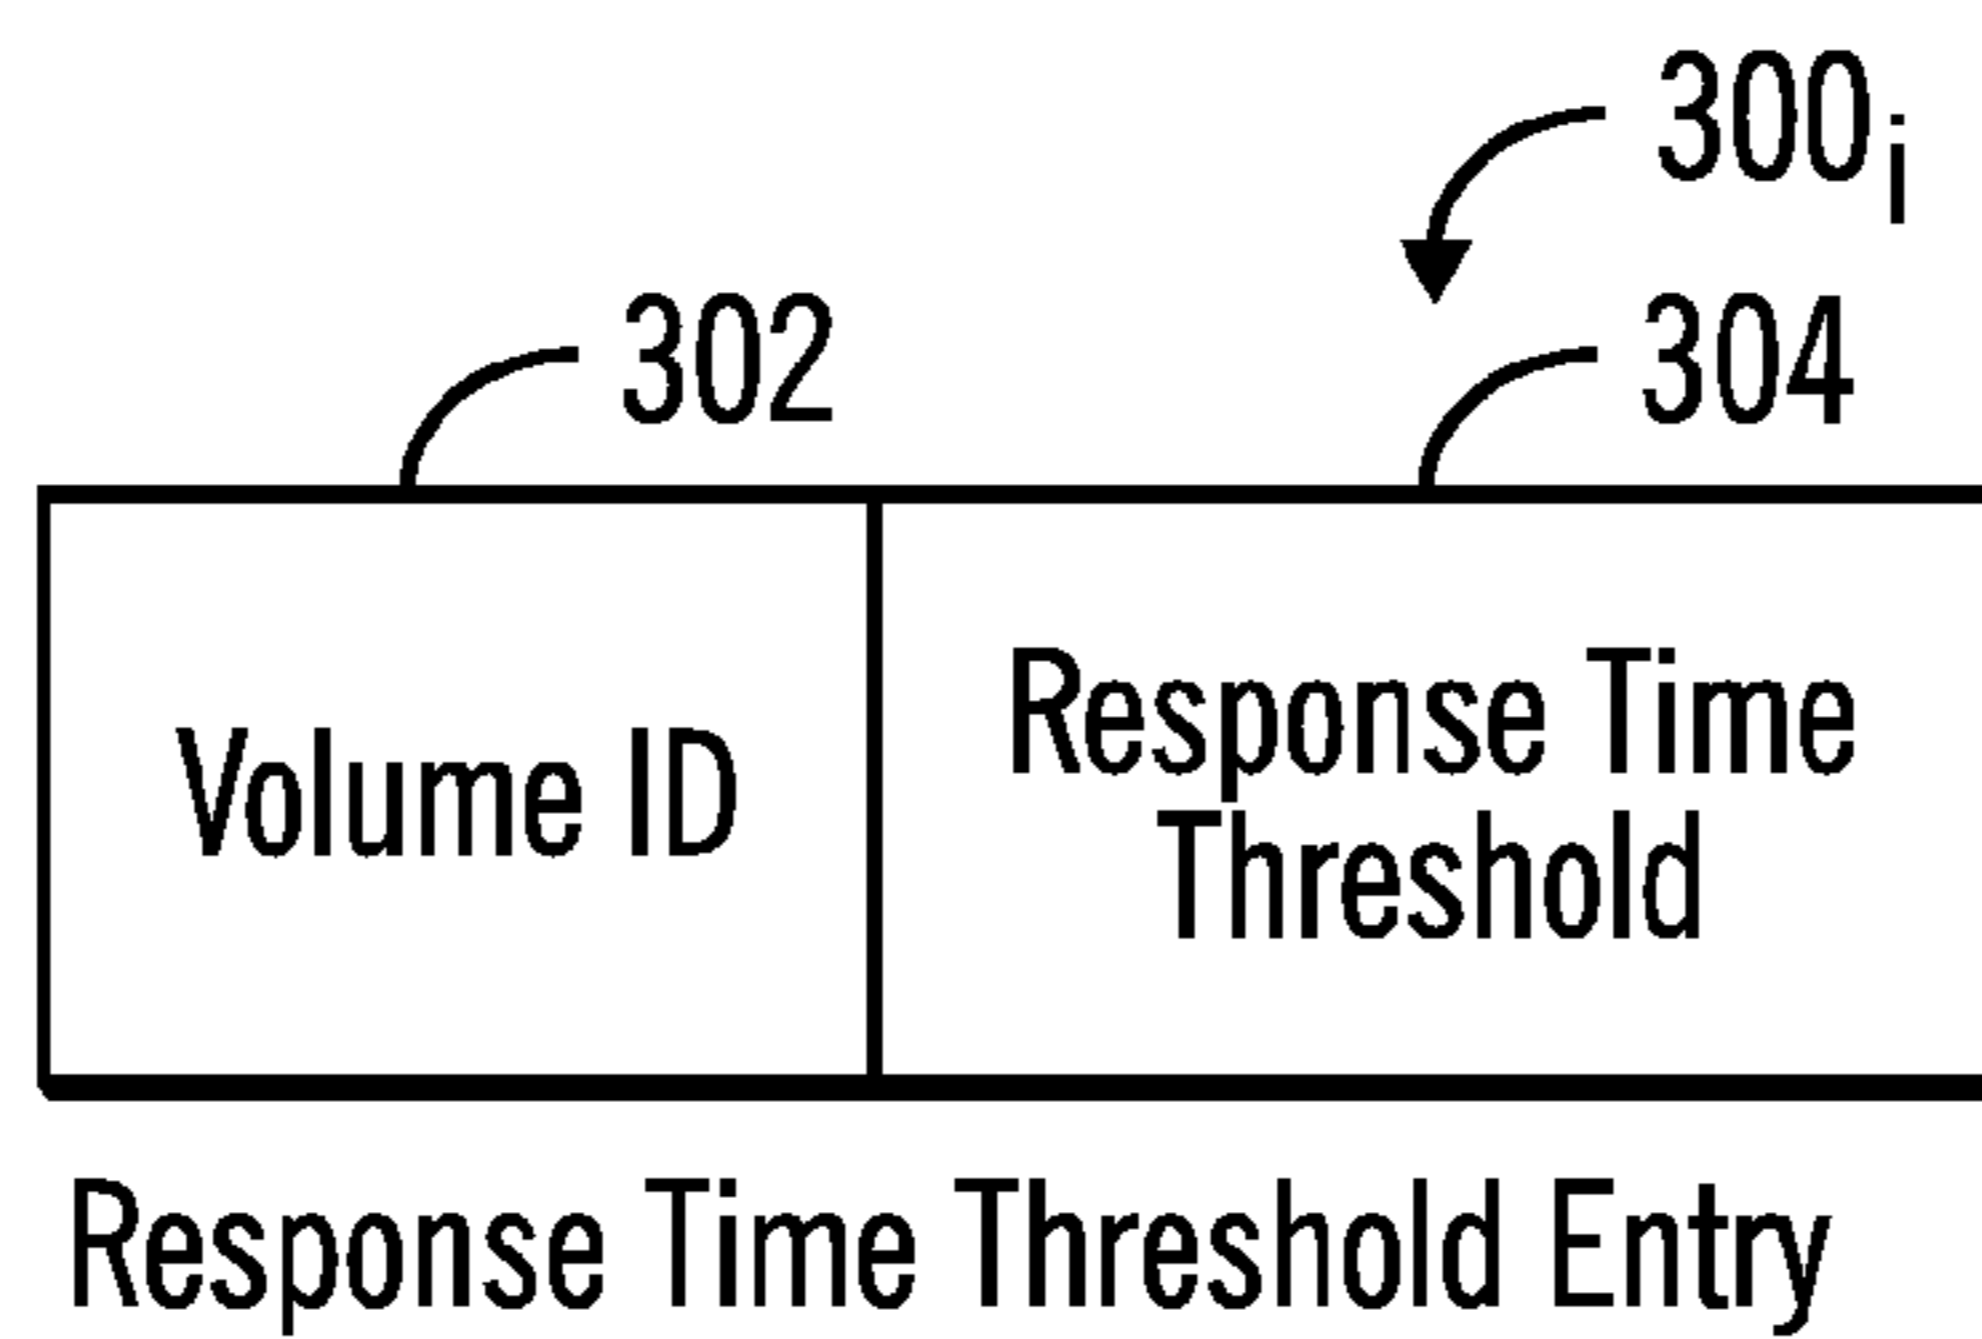 300i
302
304
Volume ID
Response Time
Threshold
Response Time Threshold Entry